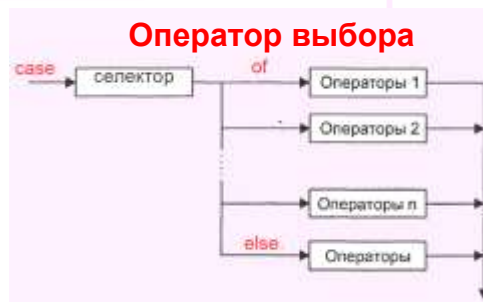 Оператор выбора
case селектор of Операторы 1
Операторы 2
Операторы n
else Операторы